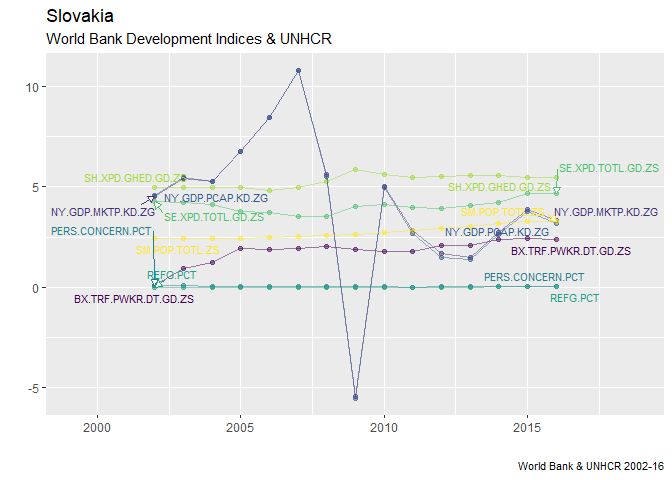 Slovakia
World Bank Development Indices & UNHCR
10
5
0
-5
SH.XPD.GHED.GD.ZS
NY.GDP.PCAP.KD.ZG
NY.GDP.MKTP.KD.ZG
SE.XPD.TOTL.GD.ZS
PERS.CONCERN.PCT
SM.POP.TOTL.ZS
REFG.PCT
BX.TRF.PWKR.DT.GD.ZS
SE.XPD.TOTL.GD.ZS
SH.XPD.GHED.GD.ZS
SM.POP.TOTL.ZS
NY.GDP.MKTP.KD.ZG
NY.GDP.PCAP.KD.ZG
BX.TRF.PWKR.DT.GD.ZS
PERS.CONCERN.PCT
REFG.PCT
2000 2005 2010 2015
World Bank & UNHCR 2002-16